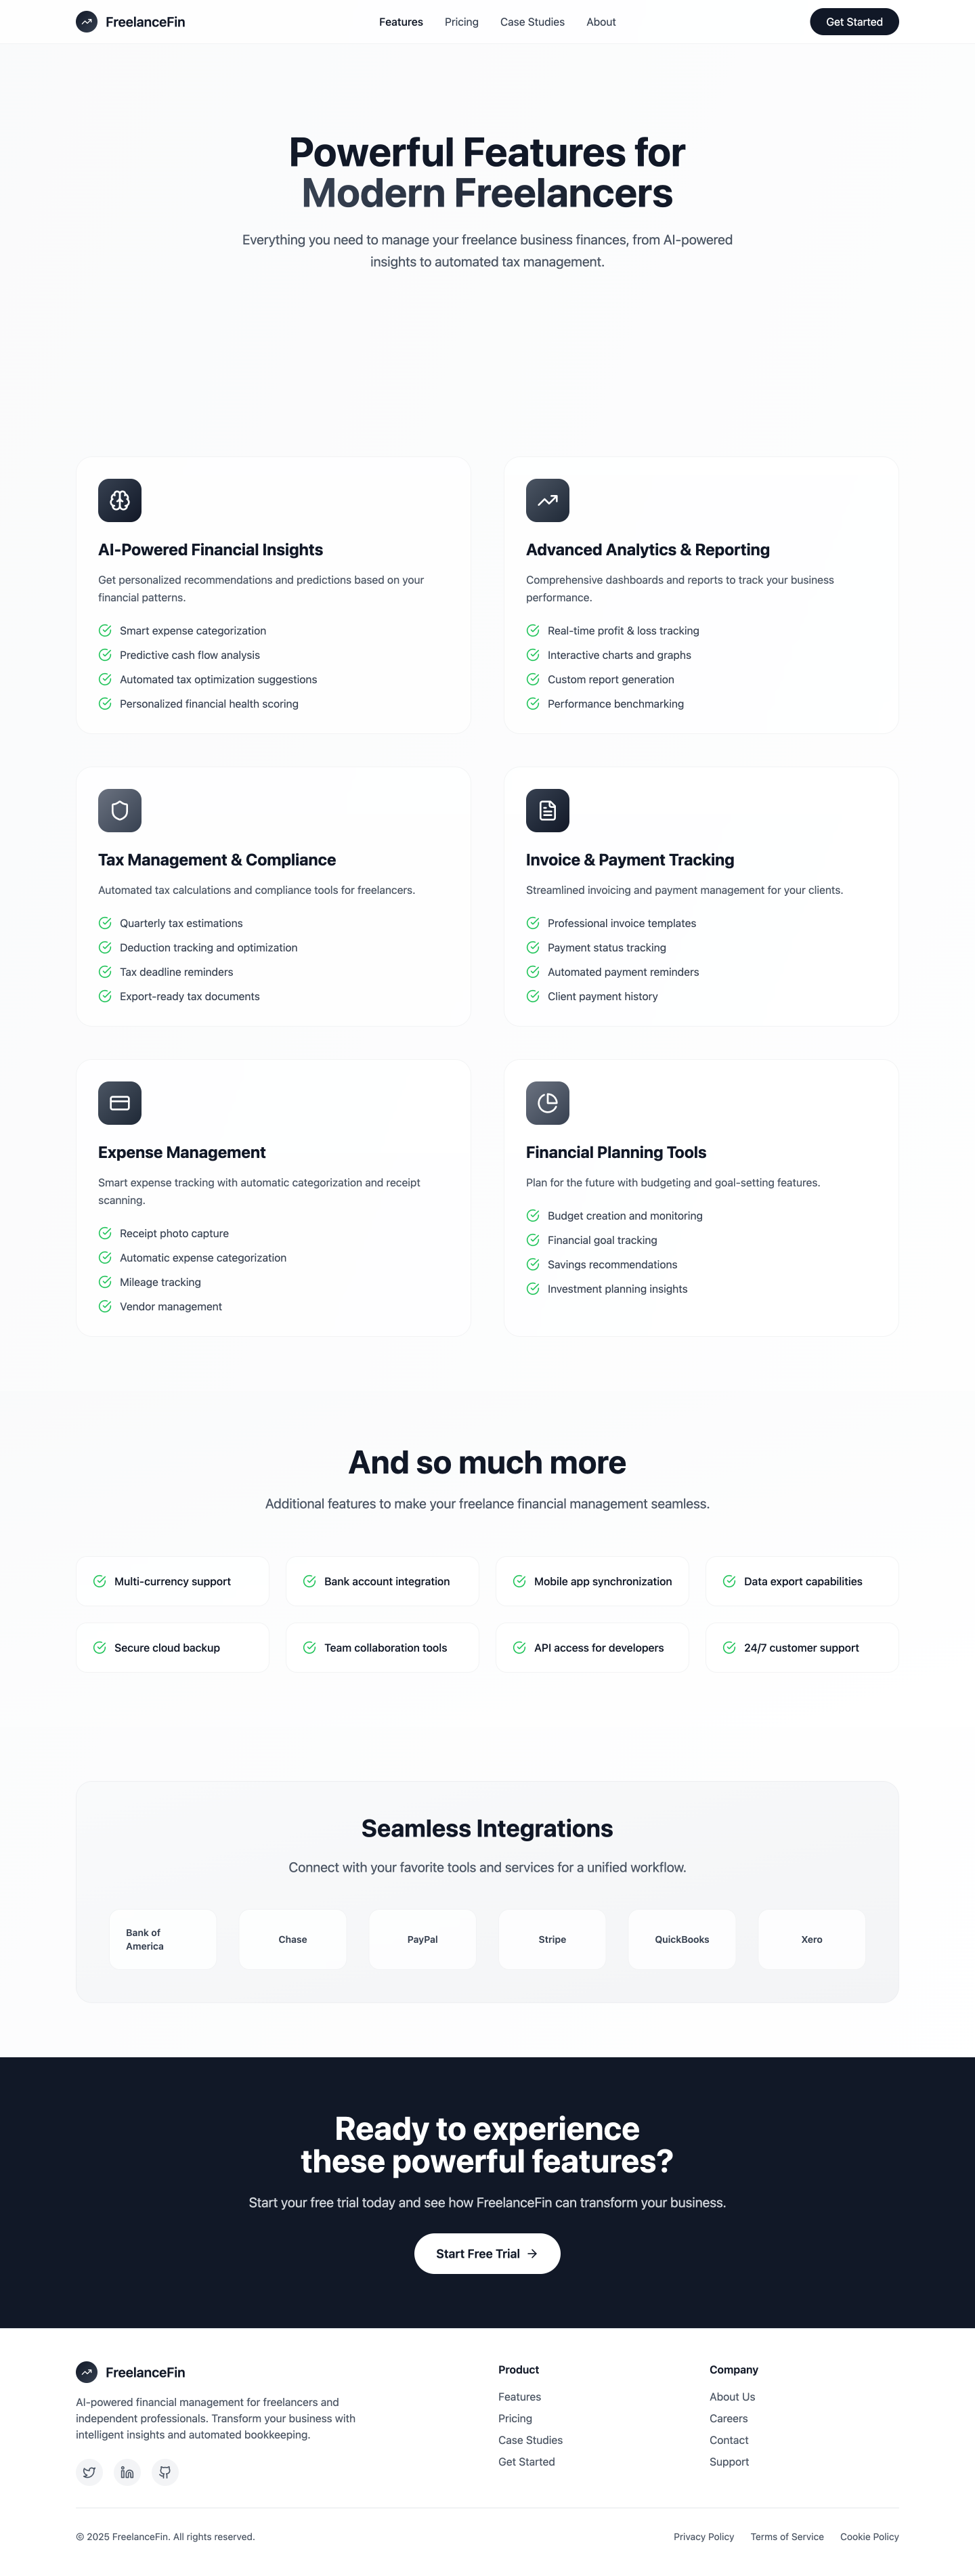 FreelanceFin
Features
Pricing
Case Studies
About
Get Started
Powerful Features for
Modern Freelancers
Everything you need to manage your freelance business finances, from AI-powered
insights to automated tax management.
AI-Powered Financial Insights
Get personalized recommendations and predictions based on your
financial patterns.
Smart expense categorization
Predictive cash flow analysis
Automated tax optimization suggestions
Personalized financial health scoring
Advanced Analytics & Reporting
Comprehensive dashboards and reports to track your business
performance.
Real-time profit & loss tracking
Interactive charts and graphs
Custom report generation
Performance benchmarking
Tax Management & Compliance
Automated tax calculations and compliance tools for freelancers.
Quarterly tax estimations
Deduction tracking and optimization
Tax deadline reminders
Export-ready tax documents
Invoice & Payment Tracking
Streamlined invoicing and payment management for your clients.
Professional invoice templates
Payment status tracking
Automated payment reminders
Client payment history
Expense Management
Smart expense tracking with automatic categorization and receipt
scanning.
Receipt photo capture
Automatic expense categorization
Mileage tracking
Vendor management
Financial Planning Tools
Plan for the future with budgeting and goal-setting features.
Budget creation and monitoring
Financial goal tracking
Savings recommendations
Investment planning insights
And so much more
Additional features to make your freelance financial management seamless.
Multi-currency support
Bank account integration
Mobile app synchronization
Data export capabilities
Secure cloud backup
Team collaboration tools
API access for developers
24/7 customer support
Seamless Integrations
Connect with your favorite tools and services for a unified workflow.
Bank of
America
Chase
PayPal
Stripe
QuickBooks
Xero
Ready to experience
these powerful features?
Start your free trial today and see how FreelanceFin can transform your business.
Start Free Trial
FreelanceFin
AI-powered financial management for freelancers and
independent professionals. Transform your business with
intelligent insights and automated bookkeeping.
Product
Features
Pricing
Case Studies
Get Started
Company
About Us
Careers
Contact
Support
© 2025 FreelanceFin. All rights reserved.
Privacy Policy
Terms of Service
Cookie Policy